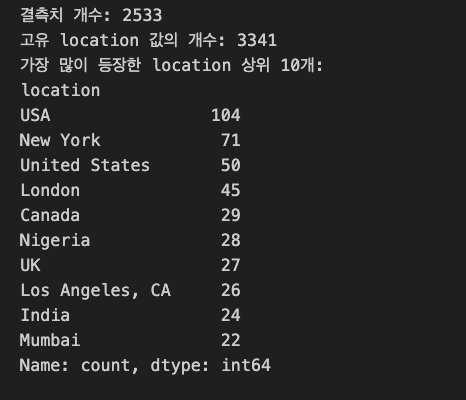 결측치 개수: 2533
고유 location 값의 개수: 3341
가장 많이 등장한 location 상위 10개:
location
USA 104
New York 71
United States 50
London 45
Canada 29
Nigeria 28
UK 27
Los Angeles, CA 26
India 24
Mumbai 22
Name: count, dtype: int64